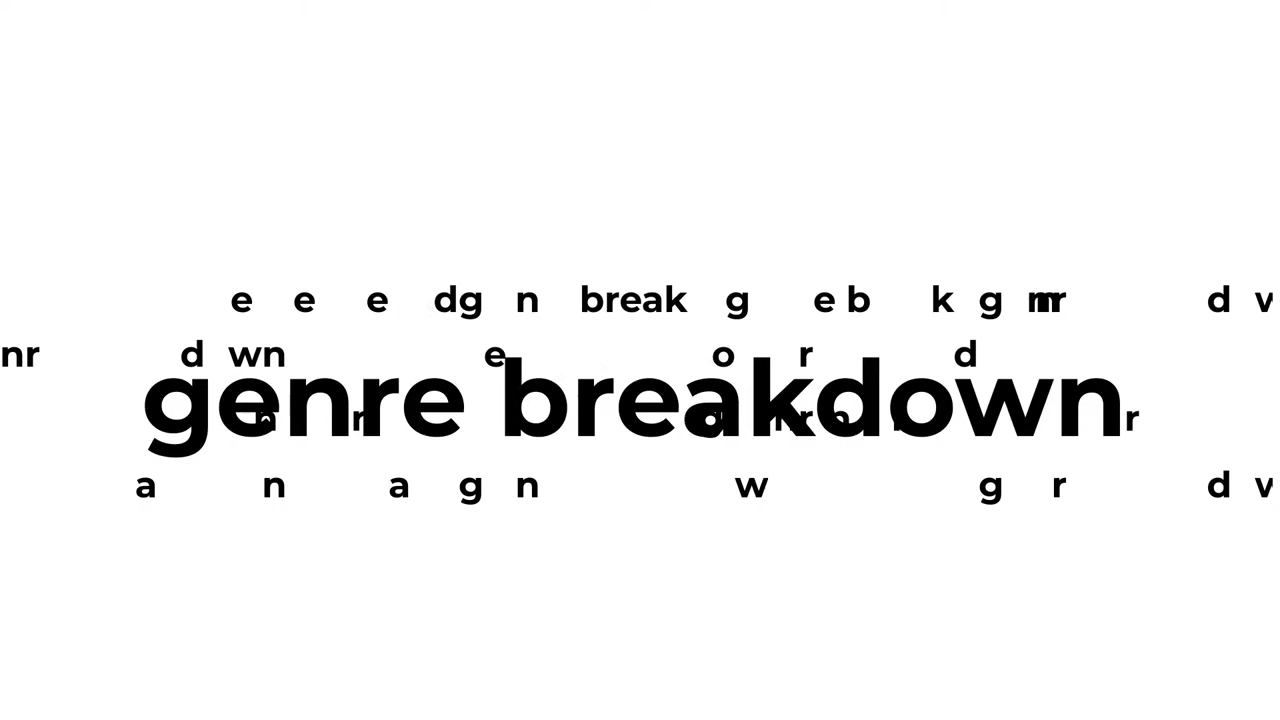 e e e dg n break g e b k g d w
nr d wn e o r d
genre breakdown
r
a n a g n w g r d w